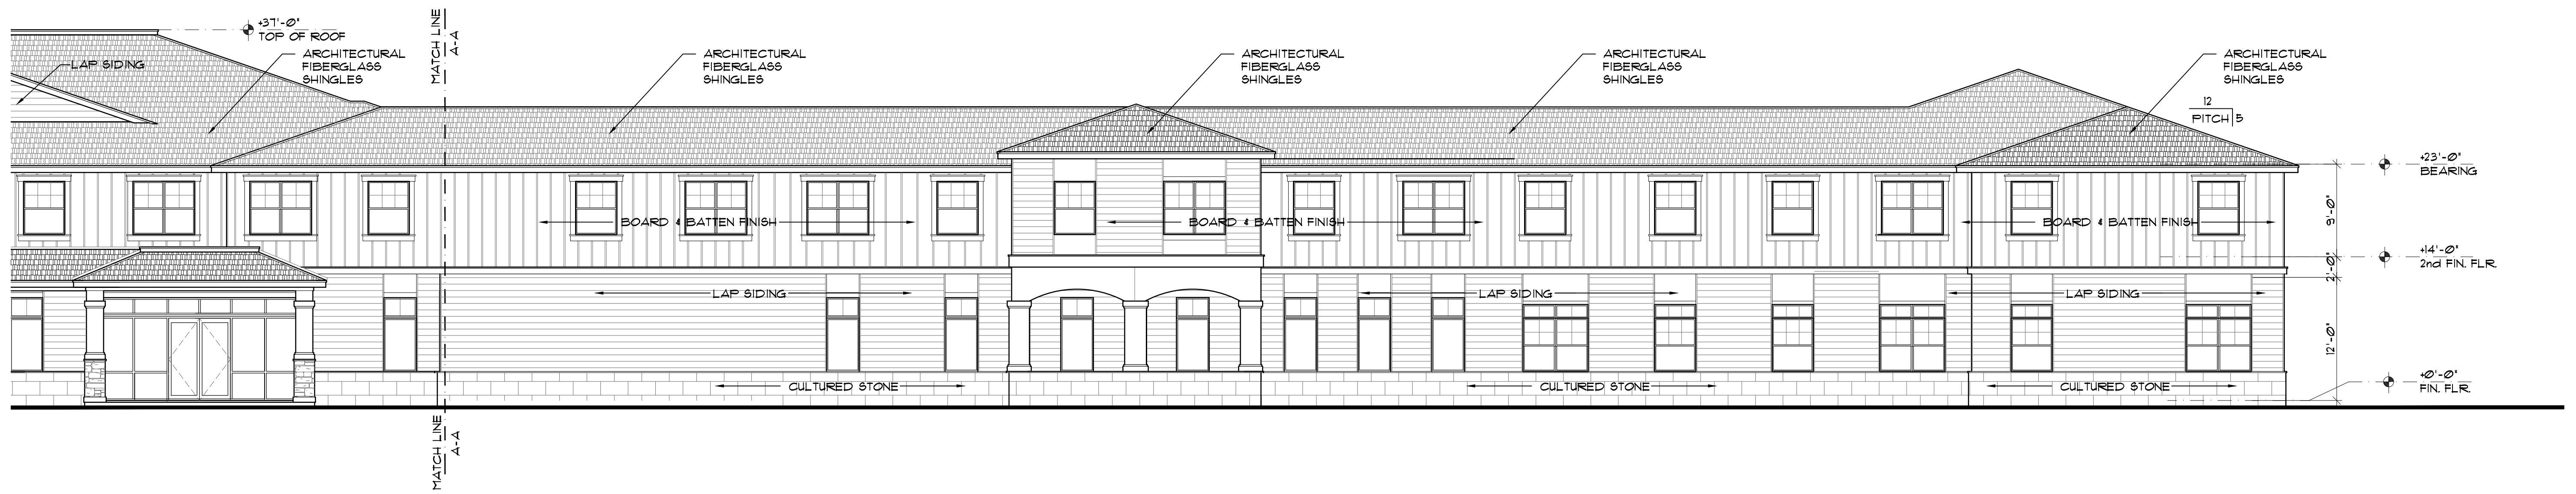 +37'-0"
TOP OF ROOF
MATCH LINE
A-A
LAP SIDING
ARCHITECTURAL
FIBERGLASS
SHINGLES
ARCHITECTURAL
FIBERGLASS
SHINGLES
ARCHITECTURAL
FIBERGLASS
SHINGLES
ARCHITECTURAL
FIBERGLASS
SHINGLES
ARCHITECTURAL
FIBERGLASS
SHINGLES
12
PITCH 5
+23'-0"
BEARING
9'-0"
BOARD & BATTEN FINISH
BOARD & BATTEN FINISH
BOARD & BATTEN FINISH
+14'-0"
2nd FIN. FLR.
2'-0"
LAP SIDING
LAP SIDING
LAP SIDING
12'-0"
CULTURED STONE
CULTURED STONE
CULTURED STONE
+0'-0"
FIN. FLR.
MATCH LINE
A-A